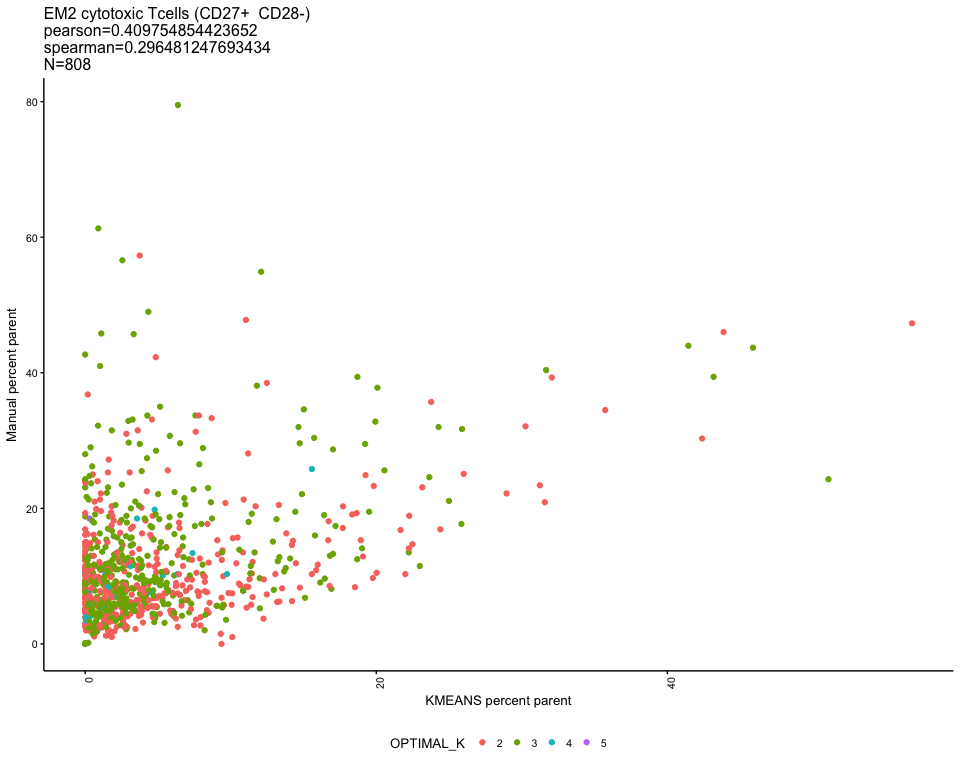 EM2 cytotoxic Tcells (CD27+  CD28-)
pearson=0.409754854423652
spearman=0.296481247693434
N=808
80
60
40
20
0
Manual percent parent
0
20
40
KMEANS percent parent
OPTIMAL_K 2 3 4 5